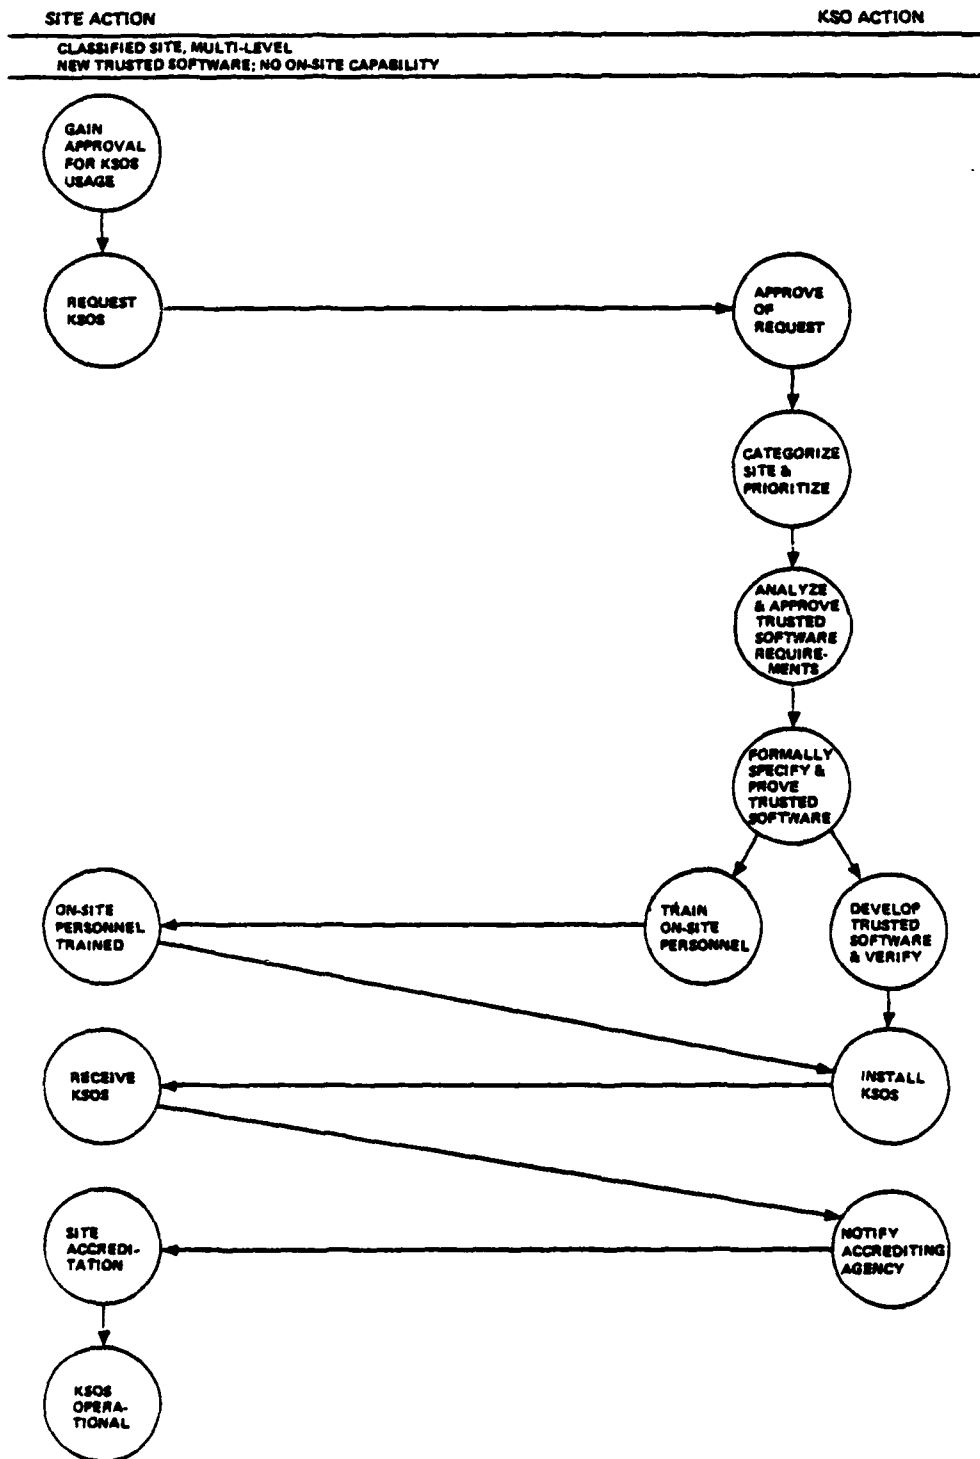 SITE ACTION
KSO ACTION
CLASSIFIED SITE, MULTI-LEVEL
NEW TRUSTED SOFTWARE; NO ON-SITE CAPABILITY
GAIN
APPROVAL
FOR KSOS
USAGE
REQUEST
KSOS
APPROVE
OF
REQUEST
CATEGORIZE
SITE &
PRIORITIZE
ANALYZE
& APPROVE
TRUSTED
SOFTWARE
REQUIRE-
MENTS
FORMALLY
SPECIFY &
PROVE
TRUSTED
SOFTWARE
ON-SITE
PERSONNEL
TRAINED
TRAIN
ON-SITE
PERSONNEL
DEVELOP
TRUSTED
SOFTWARE
& VERIFY
RECEIVE
KSOS
INSTALL
KSOS
SITE
ACCREDI-
TATION
NOTIFY
ACCREDITING
AGENCY
KSOS
OPERA-
TIONAL